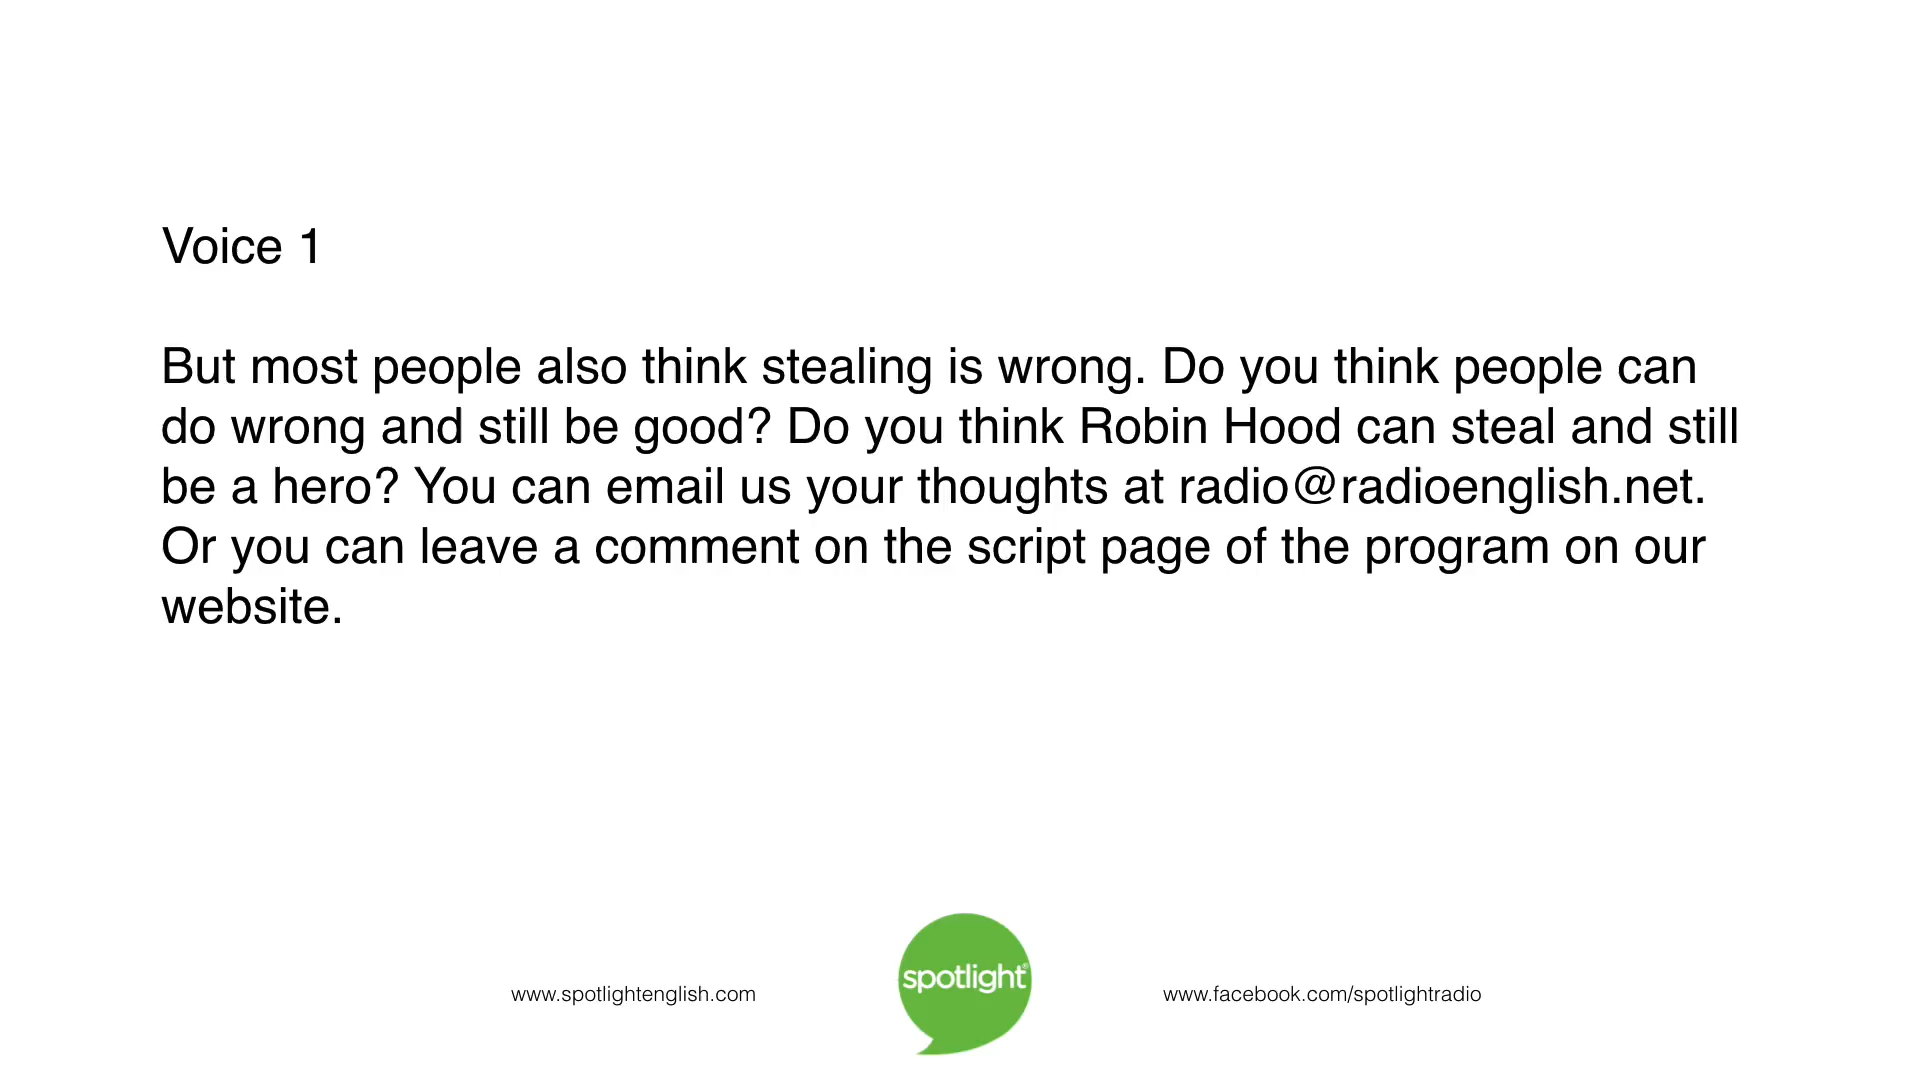 Voice 1
But most people also think stealing is wrong. Do you think people can
do wrong and still be good? Do you think Robin Hood can steal and still
be a hero? You can email us your thoughts at radio@radioenglish.net.
Or you can leave a comment on the script page of the program on our
website.
www.spotlightenglish.com
spotlight®
www.facebook.com/spotlightradio